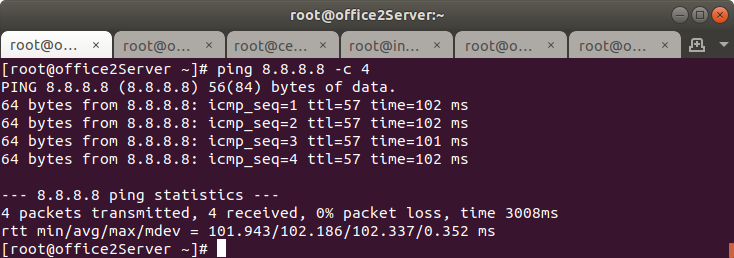 root@office2Server:~
root@o... × root@o... × root@ce... × root@in... × root@o... × root@o... ×
[root@office2Server ~]# ping 8.8.8.8 -c 4
PING 8.8.8.8 (8.8.8.8) 56(84) bytes of data.
64 bytes from 8.8.8.8: icmp_seq=1 ttl=57 time=102 ms
64 bytes from 8.8.8.8: icmp_seq=2 ttl=57 time=102 ms
64 bytes from 8.8.8.8: icmp_seq=3 ttl=57 time=101 ms
64 bytes from 8.8.8.8: icmp_seq=4 ttl=57 time=102 ms
--- 8.8.8.8 ping statistics ---
4 packets transmitted, 4 received, 0% packet loss, time 3008ms
rtt min/avg/max/mdev = 101.943/102.186/102.337/0.352 ms
[root@office2Server ~]#